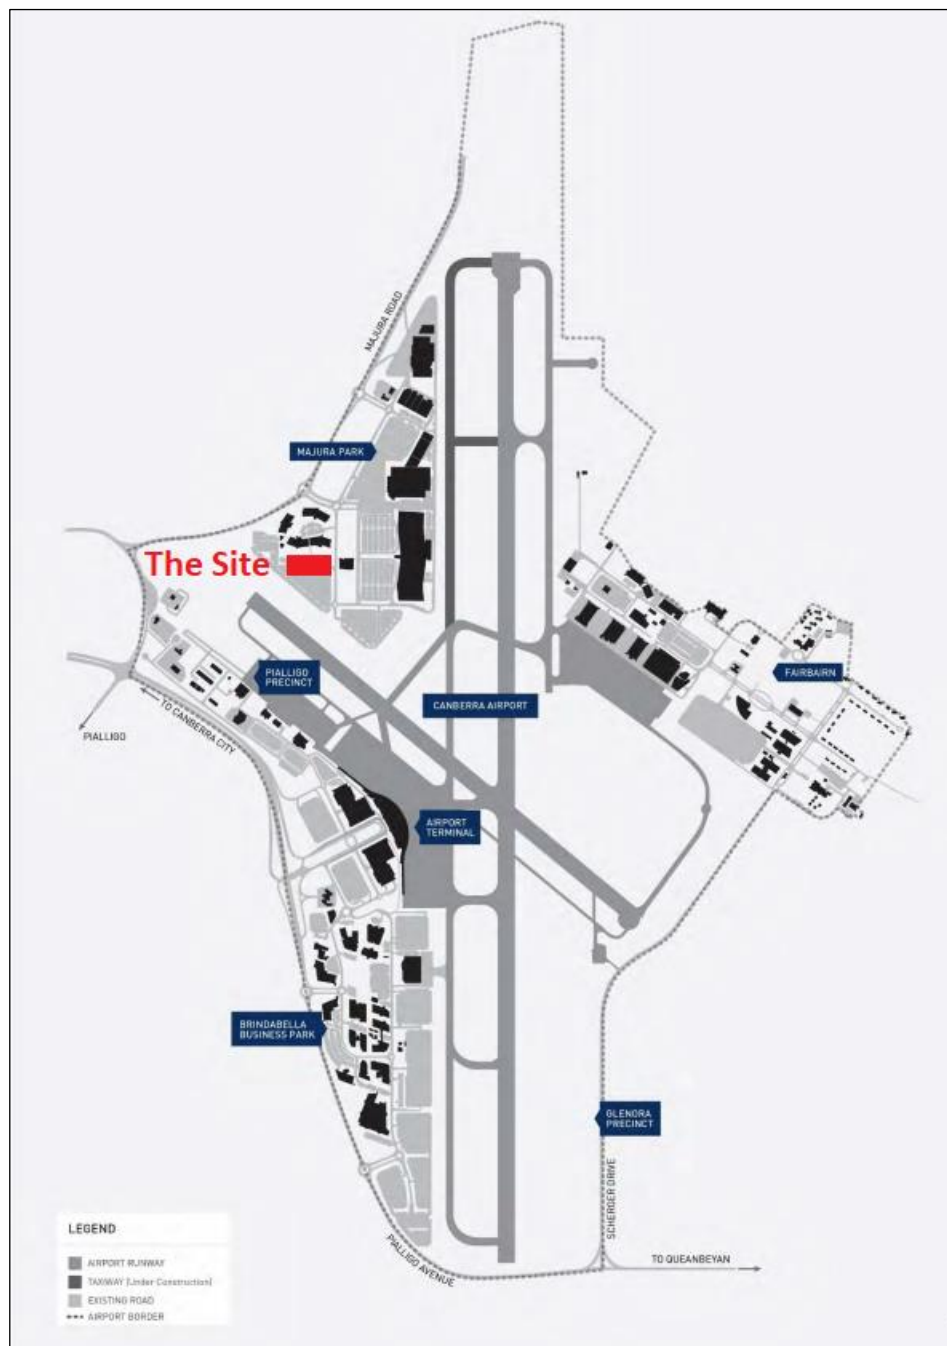 MAJURA ROAD
MAJURA PARK
The Site
PIALLIGO
PRECINCT
FAIRBAIRN
CANBERRA AIRPORT
TO CANBERRA CITY
PIALLIGO
AIRPORT
TERMINAL
BRINDABELLA
BUSINESS PARK
GLENORA
PRECINCT
SCHERGER DRIVE
PIALLIGO AVENUE
TO QUEANBEYAN
LEGEND
AIRPORT RUNWAY
TAXIWAY (Under Construction)
EXISTING ROAD
AIRPORT BORDER